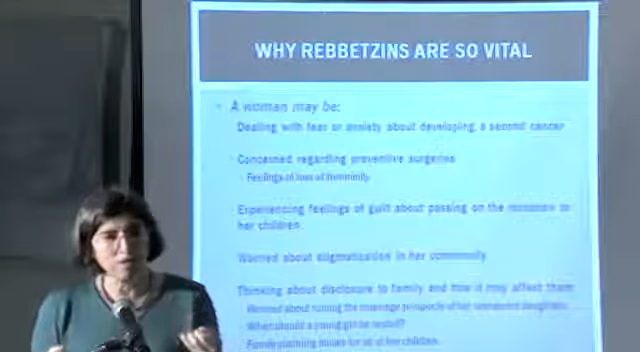 WHY REBBETZINS ARE SO VITAL
A woman may be:
Dealing with fear or anxiety about developing a second cancer
Concerned regarding preventive surgeries
Feelings of loss of femininity
Experiencing feelings of guilt about passing on the mutation to
her children
Worried about stigmatization in her community
Thinking about disclosure to family and how it may affect them
Worried about ruining the marriage prospects of her unmarried daughters
When should a young girl be tested?
Family planning issues for all of her children